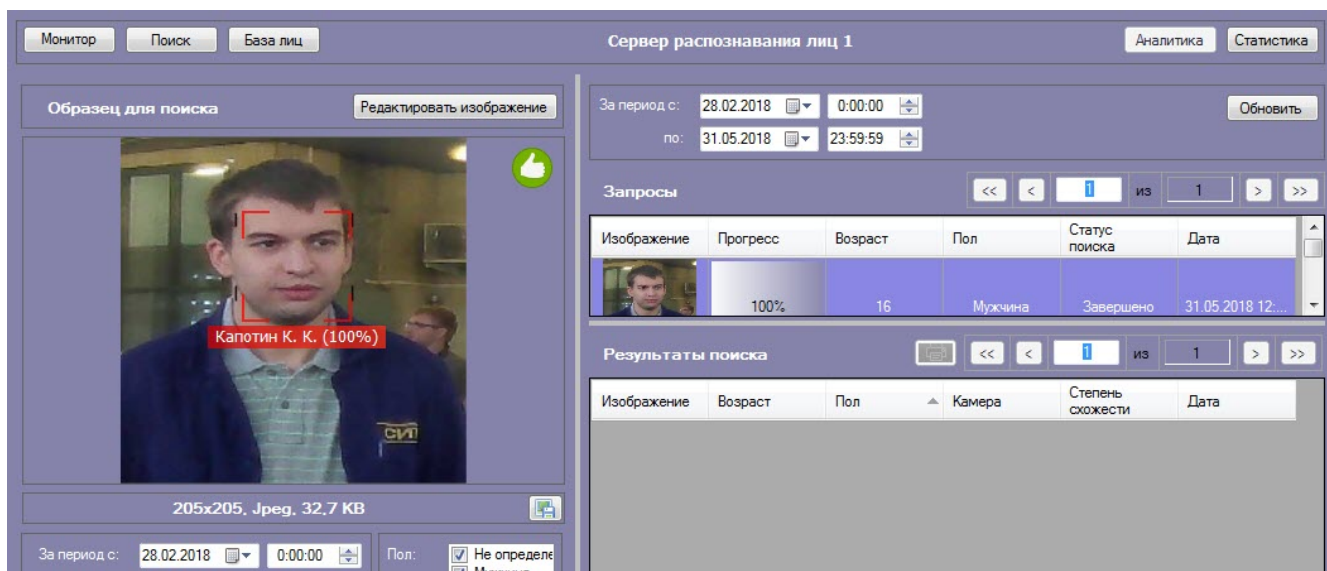 Монитор Поиск База лиц Сервер распознавания лиц 1 Аналитика Статистика
Образец для поиска Редактировать изображение
Капотин К. К. (100%)
СИП
205x205, Jpeg, 32,7 KB
За период с: 28.02.2018 0:00:00 Пол: Не определе
За период с: 28.02.2018 0:00:00 Обновить
по: 31.05.2018 23:59:59
Запросы << < 1 из 1 > >>
Изображение Прогресс Возраст Пол Статус поиска Дата
100% 16 Мужчина Завершено 31.05.2018 12:...
Результаты поиска << < 1 из 1 > >>
Изображение Возраст Пол Камера Степень схожести Дата